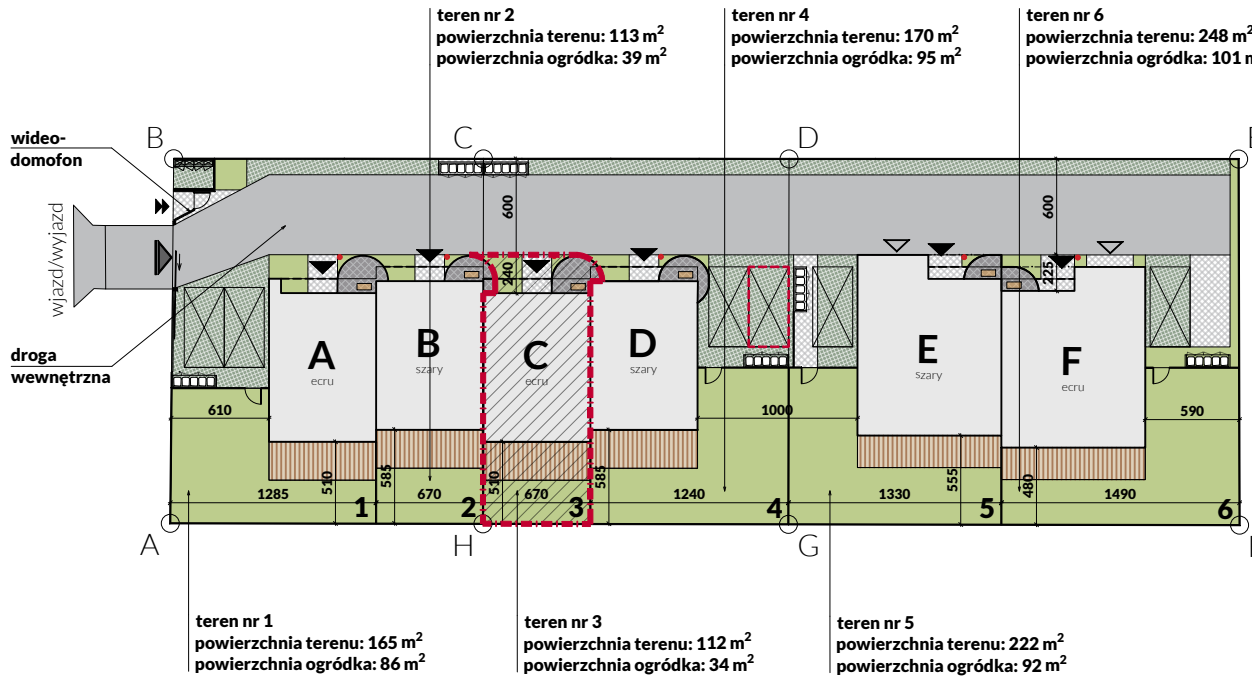 teren nr 2
powierzchnia terenu: 113 m²
powierzchnia ogródka: 39 m²
teren nr 4
powierzchnia terenu: 170 m²
powierzchnia ogródka: 95 m²
teren nr 6
powierzchnia terenu: 248 m²
powierzchnia ogródka: 101 m
wideo-
domofon
B
C
D
E
wjazd/wyjazd
600
600
240
225
droga
wewnętrzna
A
ecru
B
szary
C
ecru
D
szary
E
szary
F
ecru
610
1000
590
510
585
510
585
555
480
1285
670
670
1240
1330
1490
1
2
3
4
5
6
A
H
G
teren nr 1
powierzchnia terenu: 165 m²
powierzchnia ogródka: 86 m²
teren nr 3
powierzchnia terenu: 112 m²
powierzchnia ogródka: 34 m²
teren nr 5
powierzchnia terenu: 222 m²
powierzchnia ogródka: 92 m²